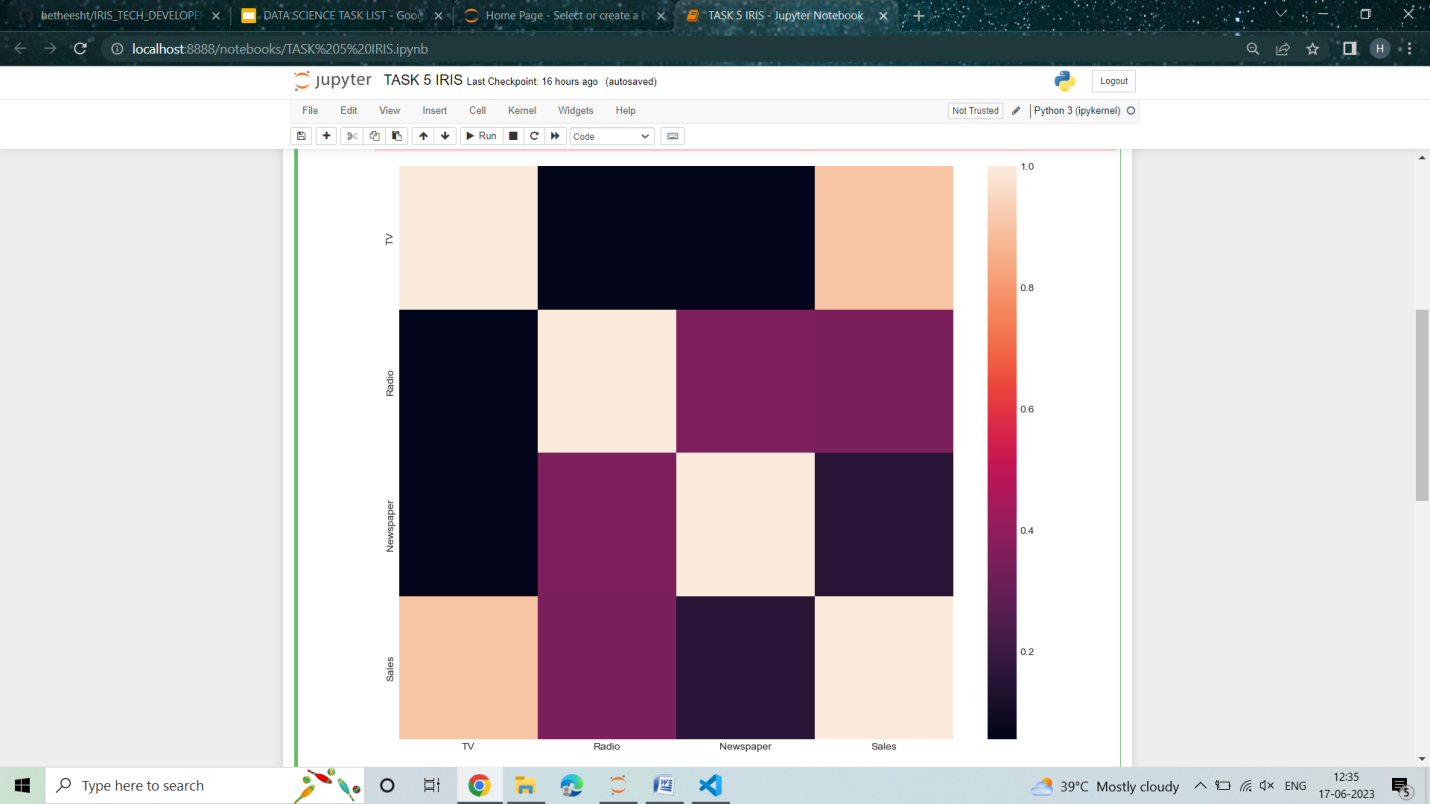 hetheesht/IRIS_TECH_DEVELOPE
DATA SCIENCE TASK LIST - Goog
Home Page - Select or create a
TASK 5 IRIS - Jupyter Notebook
localhost:8888/notebooks/TASK%205%20IRIS.ipynb
H
jupyter TASK 5 IRIS Last Checkpoint: 16 hours ago (autosaved)
Logout
File Edit View Insert Cell Kernel Widgets Help
Not Trusted
Python 3 (ipykernel)
Run
Code
TV
Radio
Newspaper
Sales
TV Radio Newspaper Sales
1.0
0.8
0.6
0.4
0.2
Type here to search
39°C Mostly cloudy
ENG
12:35
17-06-2023
5